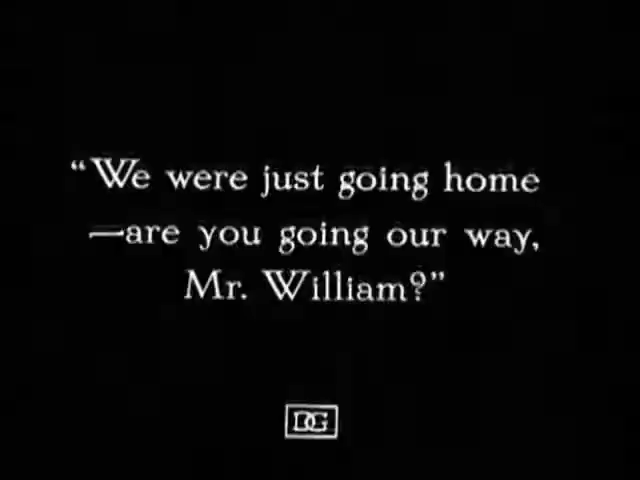 “We were just going home
—are you going our way,
Mr. William?”
DG